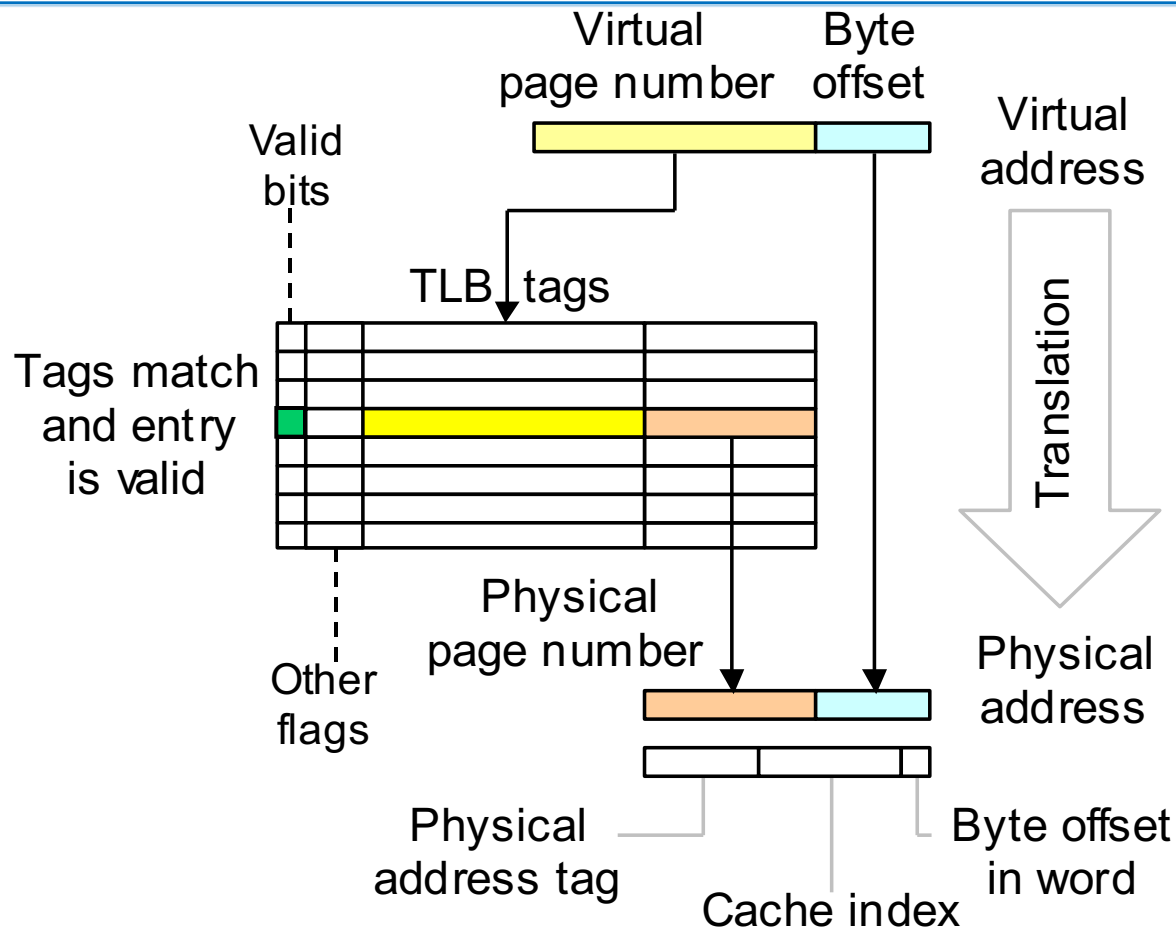 Virtual
page number
Byte
offset
Virtual
address
Valid
bits
TLB tags
Translation
Tags match
and entry
is valid
Physical
page number
Other
flags
Physical
address
Physical
address tag
Cache index
Byte offset
in word